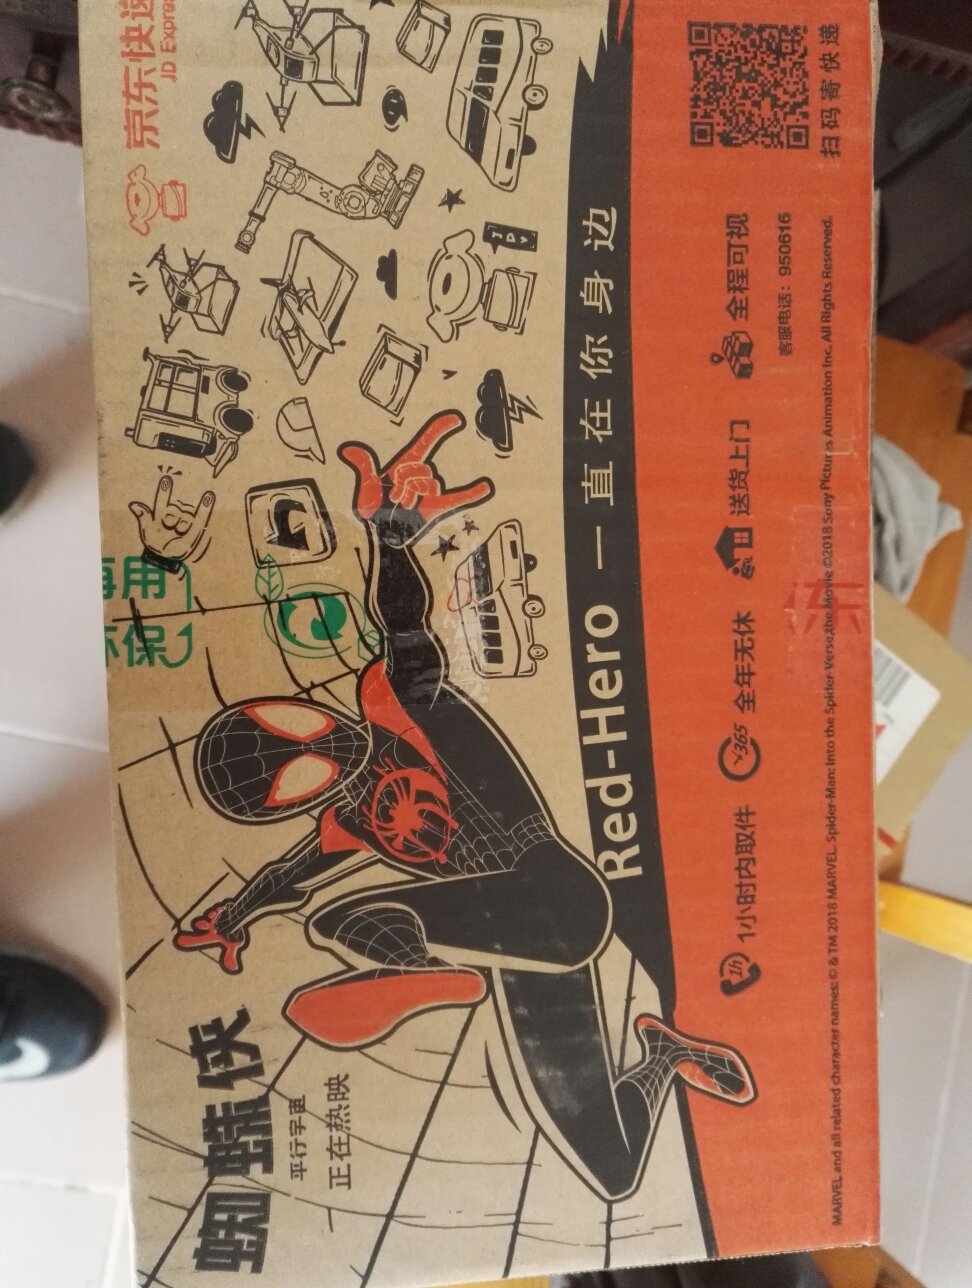 京东快递
JD Express
扫码寄快递
蜘蛛侠
平行宇宙
正在热映
Red-Hero 一直在你身边
1h
1小时内取件
365
全年无休
送货上门
全程可视
客服电话：950616
MARVEL and all related character names: © & TM 2018 MARVEL. Spider-Man: Into the Spider-Verse,the Movie ©2018 Sony Pictures Animation Inc., All Rights Reserved.
用
环保